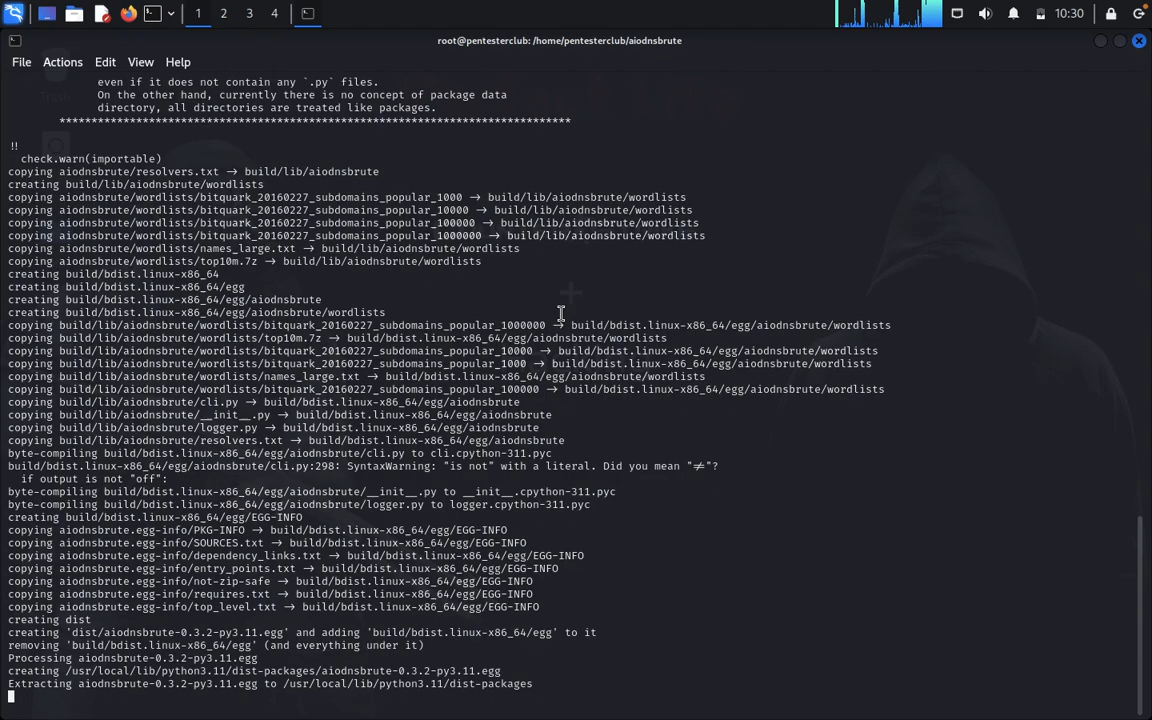 1 2 3 4
10:30
root@pentesterclub: /home/pentesterclub/aiodnsbrute
File Actions Edit View Help
even if it does not contain any `.py` files.
On the other hand, currently there is no concept of package data
directory, all directories are treated like packages.
********************************************************************************
!!
check.warn(importable)
copying aiodnsbrute/resolvers.txt → build/lib/aiodnsbrute
creating build/lib/aiodnsbrute/wordlists
copying aiodnsbrute/wordlists/bitquark_20160227_subdomains_popular_1000 → build/lib/aiodnsbrute/wordlists
copying aiodnsbrute/wordlists/bitquark_20160227_subdomains_popular_10000 → build/lib/aiodnsbrute/wordlists
copying aiodnsbrute/wordlists/bitquark_20160227_subdomains_popular_100000 → build/lib/aiodnsbrute/wordlists
copying aiodnsbrute/wordlists/bitquark_20160227_subdomains_popular_1000000 → build/lib/aiodnsbrute/wordlists
copying aiodnsbrute/wordlists/names_large.txt → build/lib/aiodnsbrute/wordlists
copying aiodnsbrute/wordlists/top10m.7z → build/lib/aiodnsbrute/wordlists
creating build/bdist.linux-x86_64
creating build/bdist.linux-x86_64/egg
creating build/bdist.linux-x86_64/egg/aiodnsbrute
creating build/bdist.linux-x86_64/egg/aiodnsbrute/wordlists
copying build/lib/aiodnsbrute/wordlists/bitquark_20160227_subdomains_popular_1000000 → build/bdist.linux-x86_64/egg/aiodnsbrute/wordlists
copying build/lib/aiodnsbrute/wordlists/top10m.7z → build/bdist.linux-x86_64/egg/aiodnsbrute/wordlists
copying build/lib/aiodnsbrute/wordlists/bitquark_20160227_subdomains_popular_10000 → build/bdist.linux-x86_64/egg/aiodnsbrute/wordlists
copying build/lib/aiodnsbrute/wordlists/bitquark_20160227_subdomains_popular_1000 → build/bdist.linux-x86_64/egg/aiodnsbrute/wordlists
copying build/lib/aiodnsbrute/wordlists/names_large.txt → build/bdist.linux-x86_64/egg/aiodnsbrute/wordlists
copying build/lib/aiodnsbrute/wordlists/bitquark_20160227_subdomains_popular_100000 → build/bdist.linux-x86_64/egg/aiodnsbrute/wordlists
copying build/lib/aiodnsbrute/cli.py → build/bdist.linux-x86_64/egg/aiodnsbrute
copying build/lib/aiodnsbrute/__init__.py → build/bdist.linux-x86_64/egg/aiodnsbrute
copying build/lib/aiodnsbrute/logger.py → build/bdist.linux-x86_64/egg/aiodnsbrute
copying build/lib/aiodnsbrute/resolvers.txt → build/bdist.linux-x86_64/egg/aiodnsbrute
byte-compiling build/bdist.linux-x86_64/egg/aiodnsbrute/cli.py to cli.cpython-311.pyc
build/bdist.linux-x86_64/egg/aiodnsbrute/cli.py:298: SyntaxWarning: "is not" with a literal. Did you mean "≠"?
if output is not "off":
byte-compiling build/bdist.linux-x86_64/egg/aiodnsbrute/__init__.py to __init__.cpython-311.pyc
byte-compiling build/bdist.linux-x86_64/egg/aiodnsbrute/logger.py to logger.cpython-311.pyc
creating build/bdist.linux-x86_64/egg/EGG-INFO
copying aiodnsbrute.egg-info/PKG-INFO → build/bdist.linux-x86_64/egg/EGG-INFO
copying aiodnsbrute.egg-info/SOURCES.txt → build/bdist.linux-x86_64/egg/EGG-INFO
copying aiodnsbrute.egg-info/dependency_links.txt → build/bdist.linux-x86_64/egg/EGG-INFO
copying aiodnsbrute.egg-info/entry_points.txt → build/bdist.linux-x86_64/egg/EGG-INFO
copying aiodnsbrute.egg-info/not-zip-safe → build/bdist.linux-x86_64/egg/EGG-INFO
copying aiodnsbrute.egg-info/requires.txt → build/bdist.linux-x86_64/egg/EGG-INFO
copying aiodnsbrute.egg-info/top_level.txt → build/bdist.linux-x86_64/egg/EGG-INFO
creating dist
creating 'dist/aiodnsbrute-0.3.2-py3.11.egg' and adding 'build/bdist.linux-x86_64/egg' to it
removing 'build/bdist.linux-x86_64/egg' (and everything under it)
Processing aiodnsbrute-0.3.2-py3.11.egg
creating /usr/local/lib/python3.11/dist-packages/aiodnsbrute-0.3.2-py3.11.egg
Extracting aiodnsbrute-0.3.2-py3.11.egg to /usr/local/lib/python3.11/dist-packages